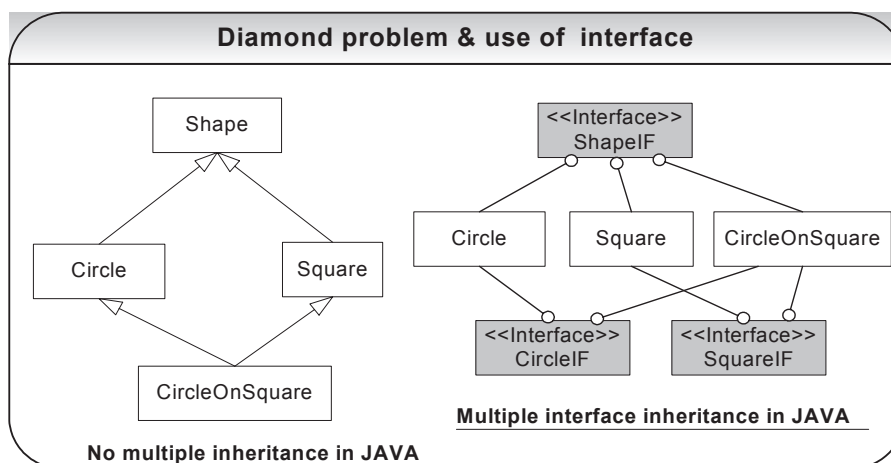 Diamond problem & use of interface
Shape
Circle
Square
CircleOnSquare
No multiple inheritance in JAVA
<<Interface>>
ShapeIF
Circle
Square
CircleOnSquare
<<Interface>>
CircleIF
<<Interface>>
SquareIF
Multiple interface inheritance in JAVA